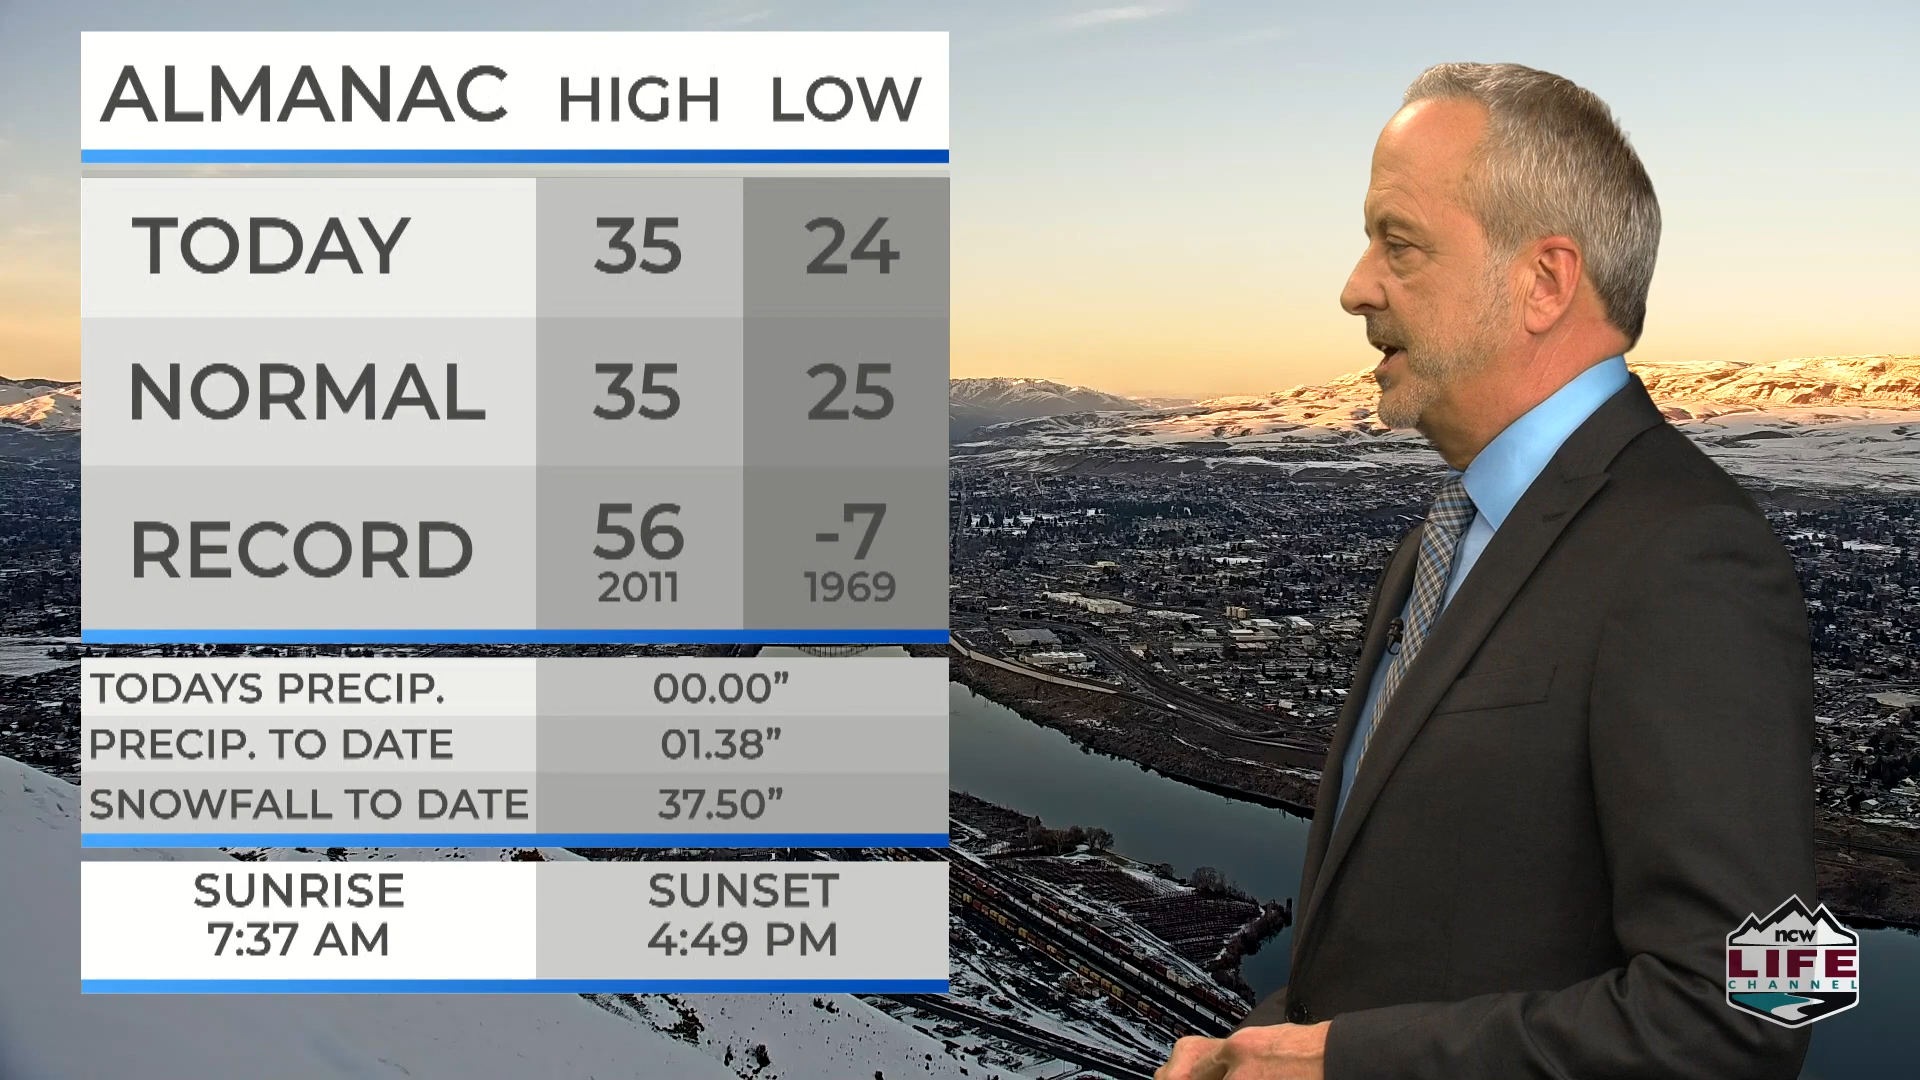 ALMANAC HIGH LOW
TODAY 35 24
NORMAL 35 25
RECORD 56 -7
2011 1969
TODAYS PRECIP. 00.00”
PRECIP. TO DATE 01.38”
SNOWFALL TO DATE 37.50”
SUNRISE SUNSET
7:37 AM 4:49 PM
ncw
LIFE
CHANNEL